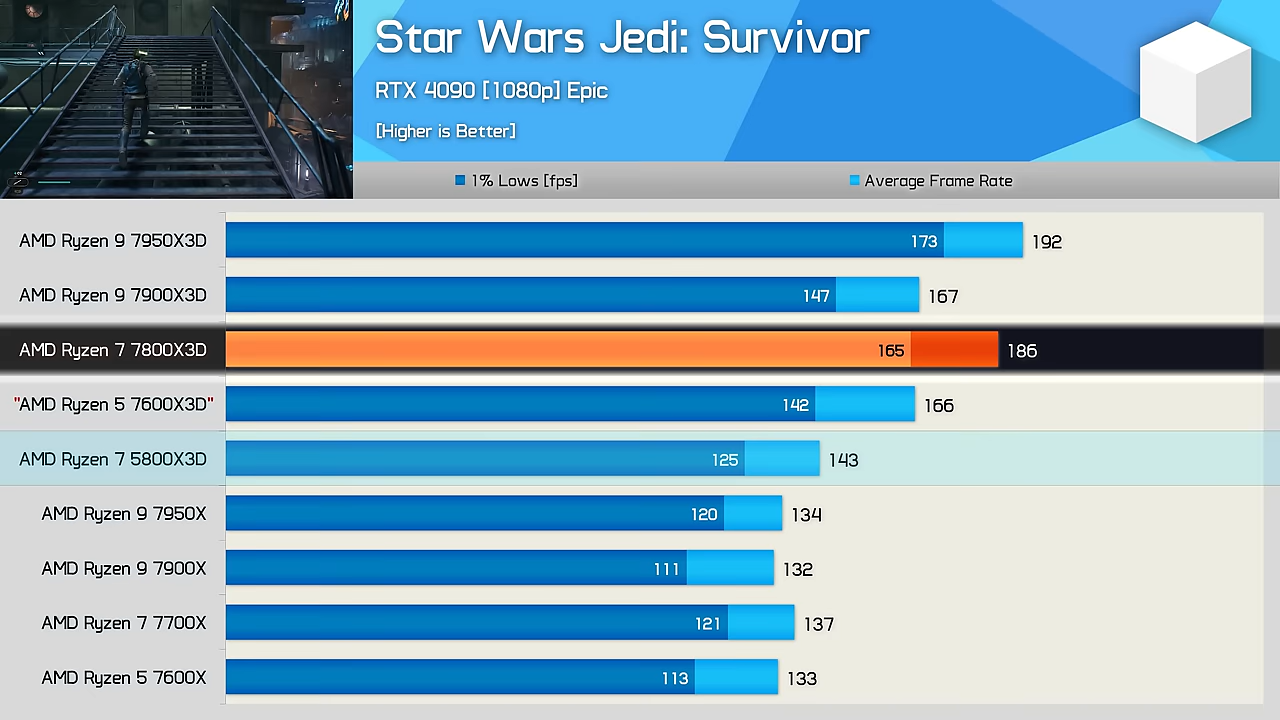 Star Wars Jedi: Survivor
RTX 4090 [1080p] Epic
[Higher is Better]
1% Lows [fps] Average Frame Rate
AMD Ryzen 9 7950X3D 173 192
AMD Ryzen 9 7900X3D 147 167
AMD Ryzen 7 7800X3D 165 186
"AMD Ryzen 5 7600X3D" 142 166
AMD Ryzen 7 5800X3D 125 143
AMD Ryzen 9 7950X 120 134
AMD Ryzen 9 7900X 111 132
AMD Ryzen 7 7700X 121 137
AMD Ryzen 5 7600X 113 133